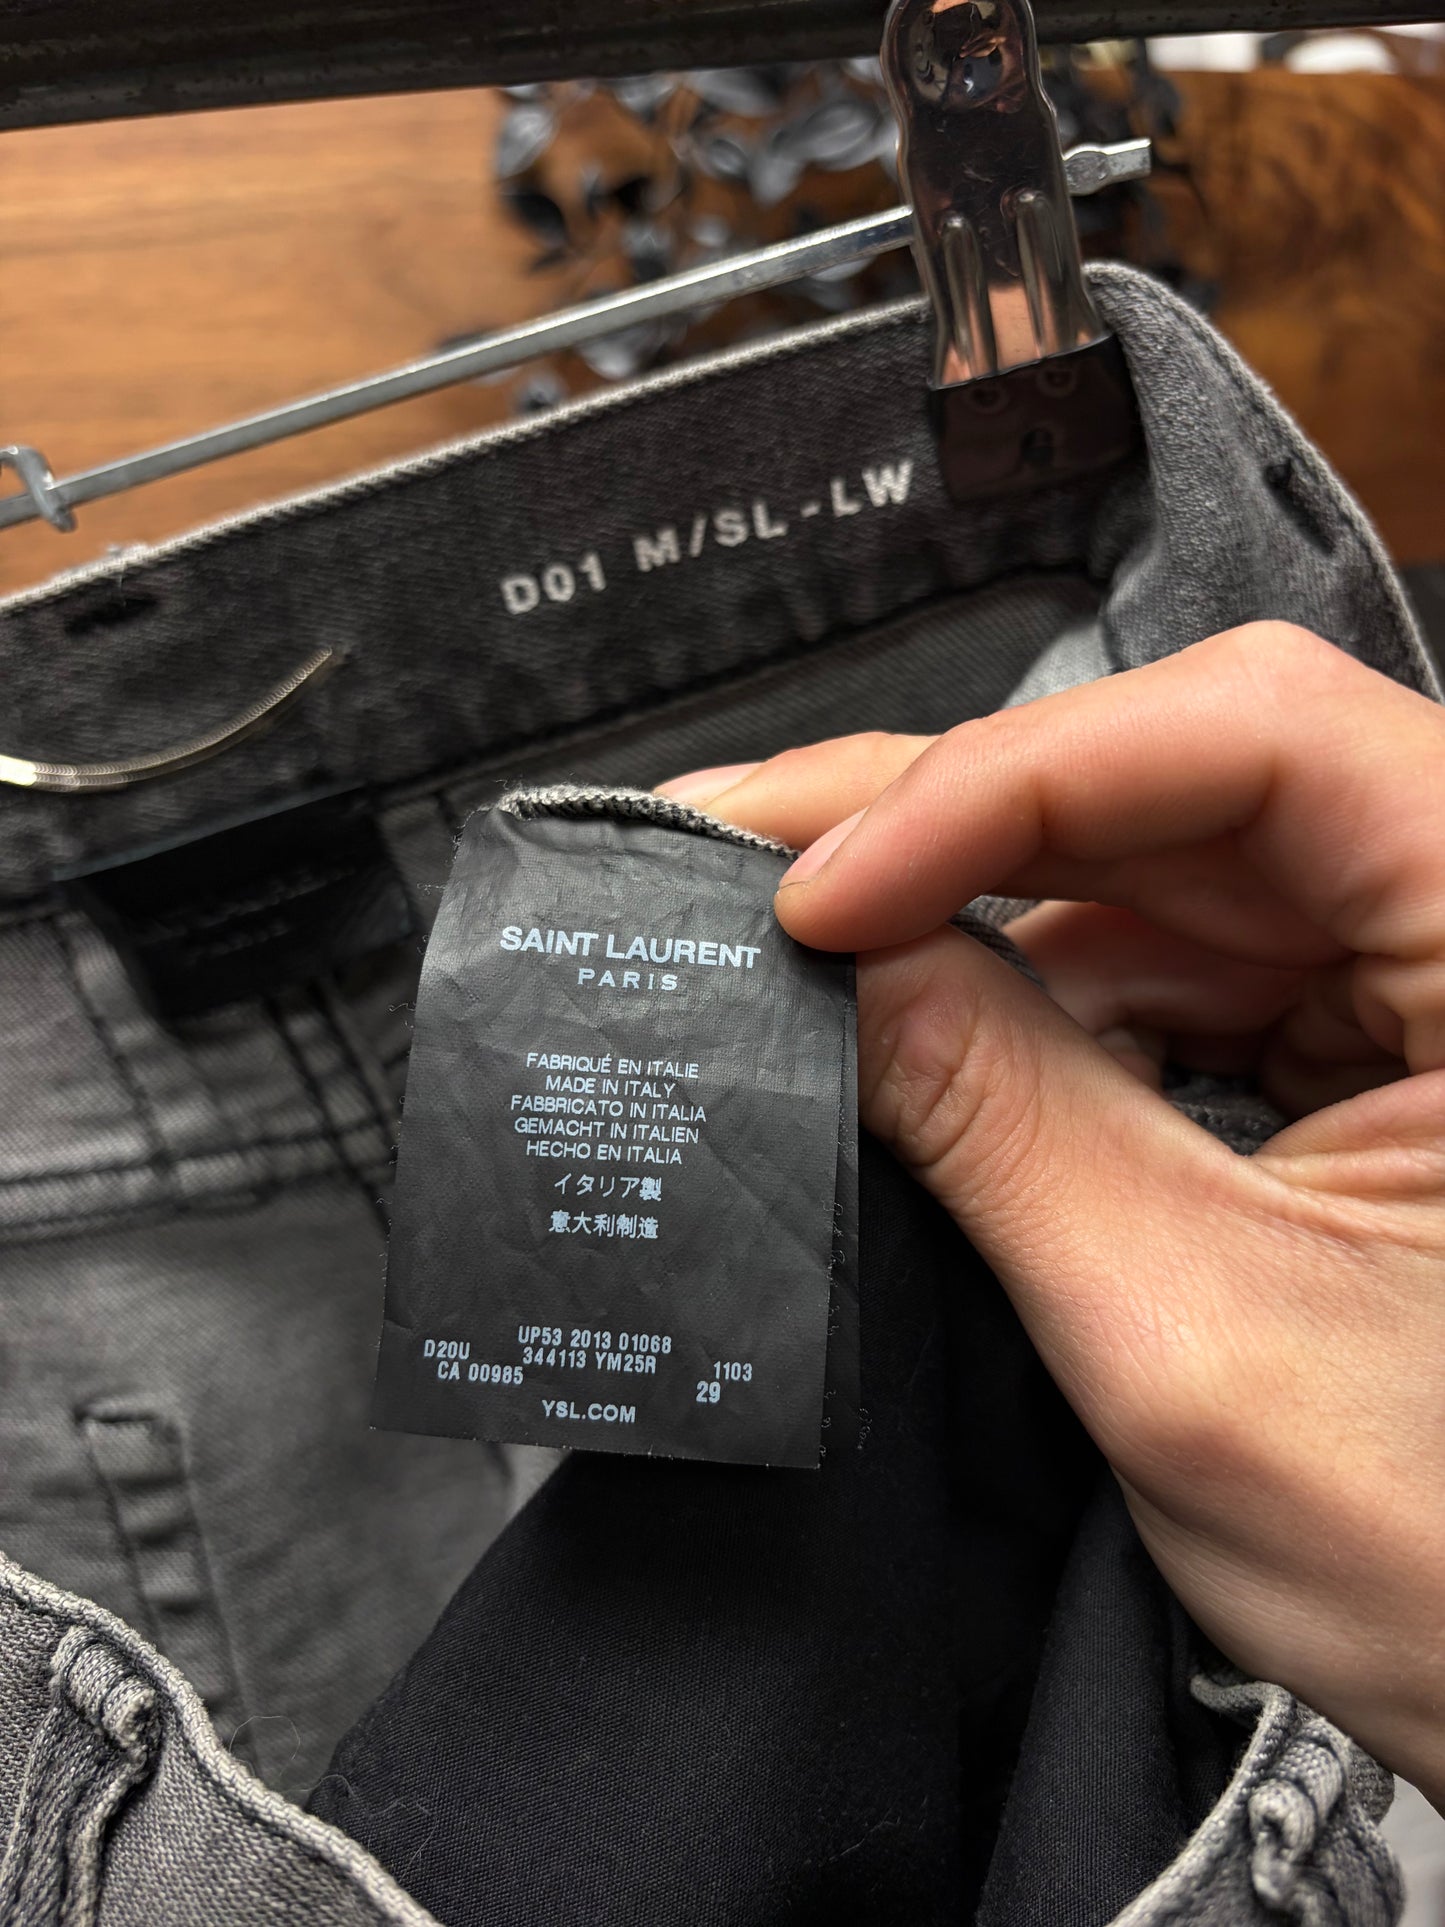 D01 M/SL-LW
SAINT LAURENT
PARIS
FABRIQUÉ EN ITALIE
MADE IN ITALY
FABBRICATO IN ITALIA
GEMACHT IN ITALIEN
HECHO EN ITALIA
イタリア製
意大利制造
UP53 2013 01068
D20U 344113 YM25R 1103
CA 00985 29
YSL.COM